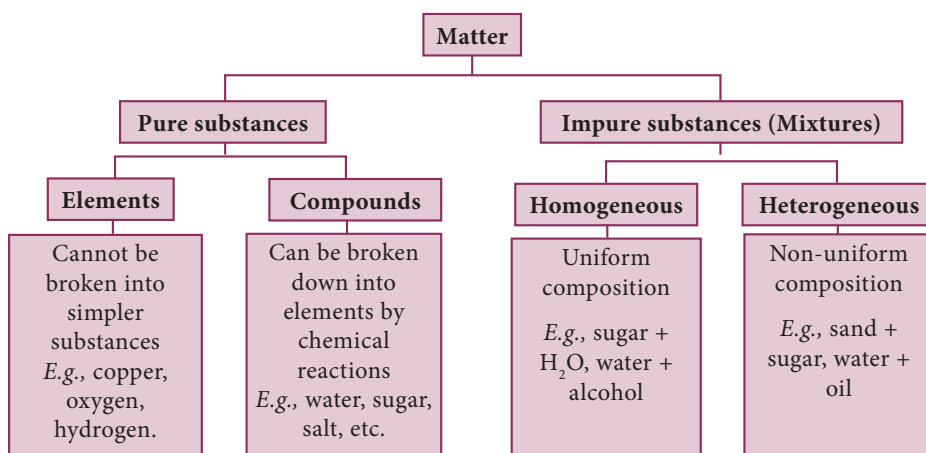 Matter
Pure substances
Impure substances (Mixtures)
Elements
Compounds
Homogeneous
Heterogeneous
Cannot be
broken into
simpler
substances
E.g., copper,
oxygen,
hydrogen.
Can be broken
down into
elements by
chemical
reactions
E.g., water, sugar,
salt, etc.
Uniform
composition
E.g., sugar +
H₂O, water +
alcohol
Non-uniform
composition
E.g., sand +
sugar, water +
oil